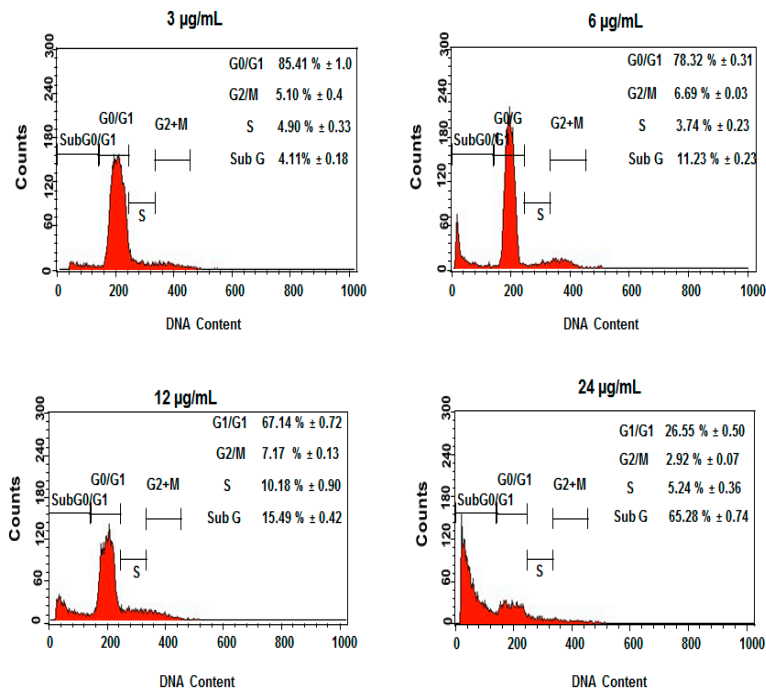 3 µg/mL
300
240
180
120
60
0
Counts
G0/G1 85.41 % ± 1.0
G2/M 5.10 % ± 0.4
S 4.90 % ± 0.33
Sub G 4.11% ± 0.18
G0/G1
SubG0/G1
G2+M
S
0 200 400 600 800 1000
DNA Content
6 µg/mL
300
240
180
120
60
0
Counts
G0/G1 78.32 % ± 0.31
G2/M 6.69 % ± 0.03
S 3.74 % ± 0.23
Sub G 11.23 % ± 0.23
G0/G
SubG0/G1
G1
G2+M
S
0 200 400 600 800 1000
DNA Content
12 µg/mL
300
240
180
120
60
0
Counts
G1/G1 67.14 % ± 0.72
G2/M 7.17 % ± 0.13
S 10.18 % ± 0.90
Sub G 15.49 % ± 0.42
G0/G1
SubG0/G1
G2+M
S
0 200 400 600 800 1000
DNA Content
24 µg/mL
300
240
180
120
60
0
Counts
G1/G1 26.55 % ± 0.50
G2/M 2.92 % ± 0.07
S 5.24 % ± 0.36
Sub G 65.28 % ± 0.74
G0/G1
SubG0/G1
G2+M
S
0 200 400 600 800 1000
DNA Content